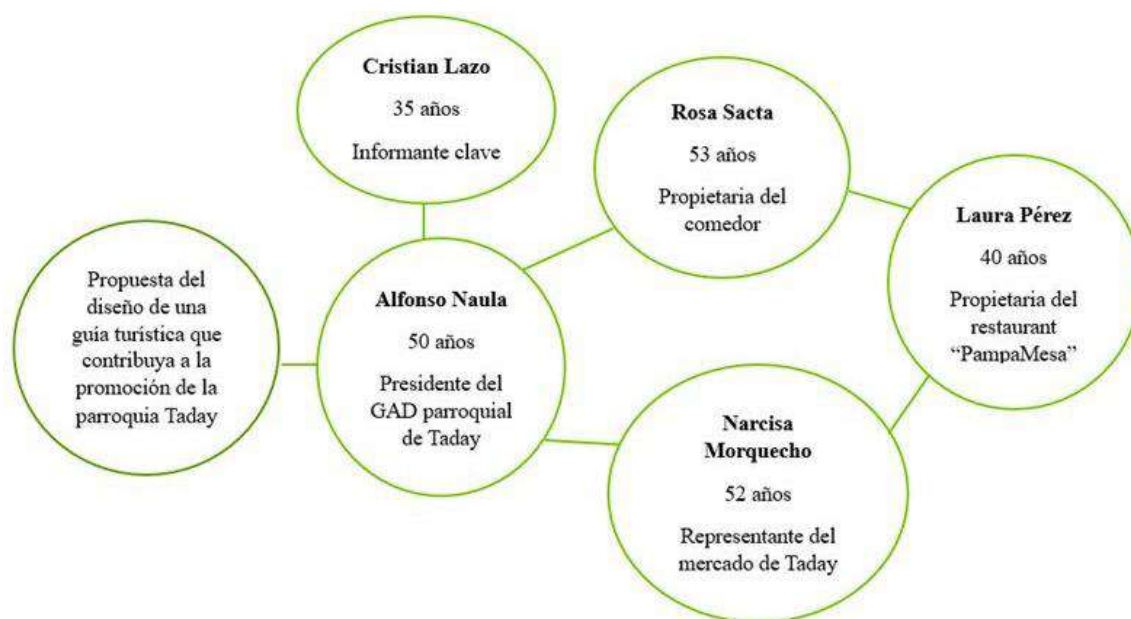 Cristian Lazo
35 años
Informante clave
Rosa Sacta
53 años
Propietaria del
comedor
Laura Pérez
40 años
Propietaria del
restaurant
“PampaMesa”
Propuesta del
diseño de una
guía turística que
contribuya a la
promoción de la
parroquia Taday
Alfonso Naula
50 años
Presidente del
GAD parroquial
de Taday
Narcisa
Morquecho
52 años
Representante del
mercado de Taday